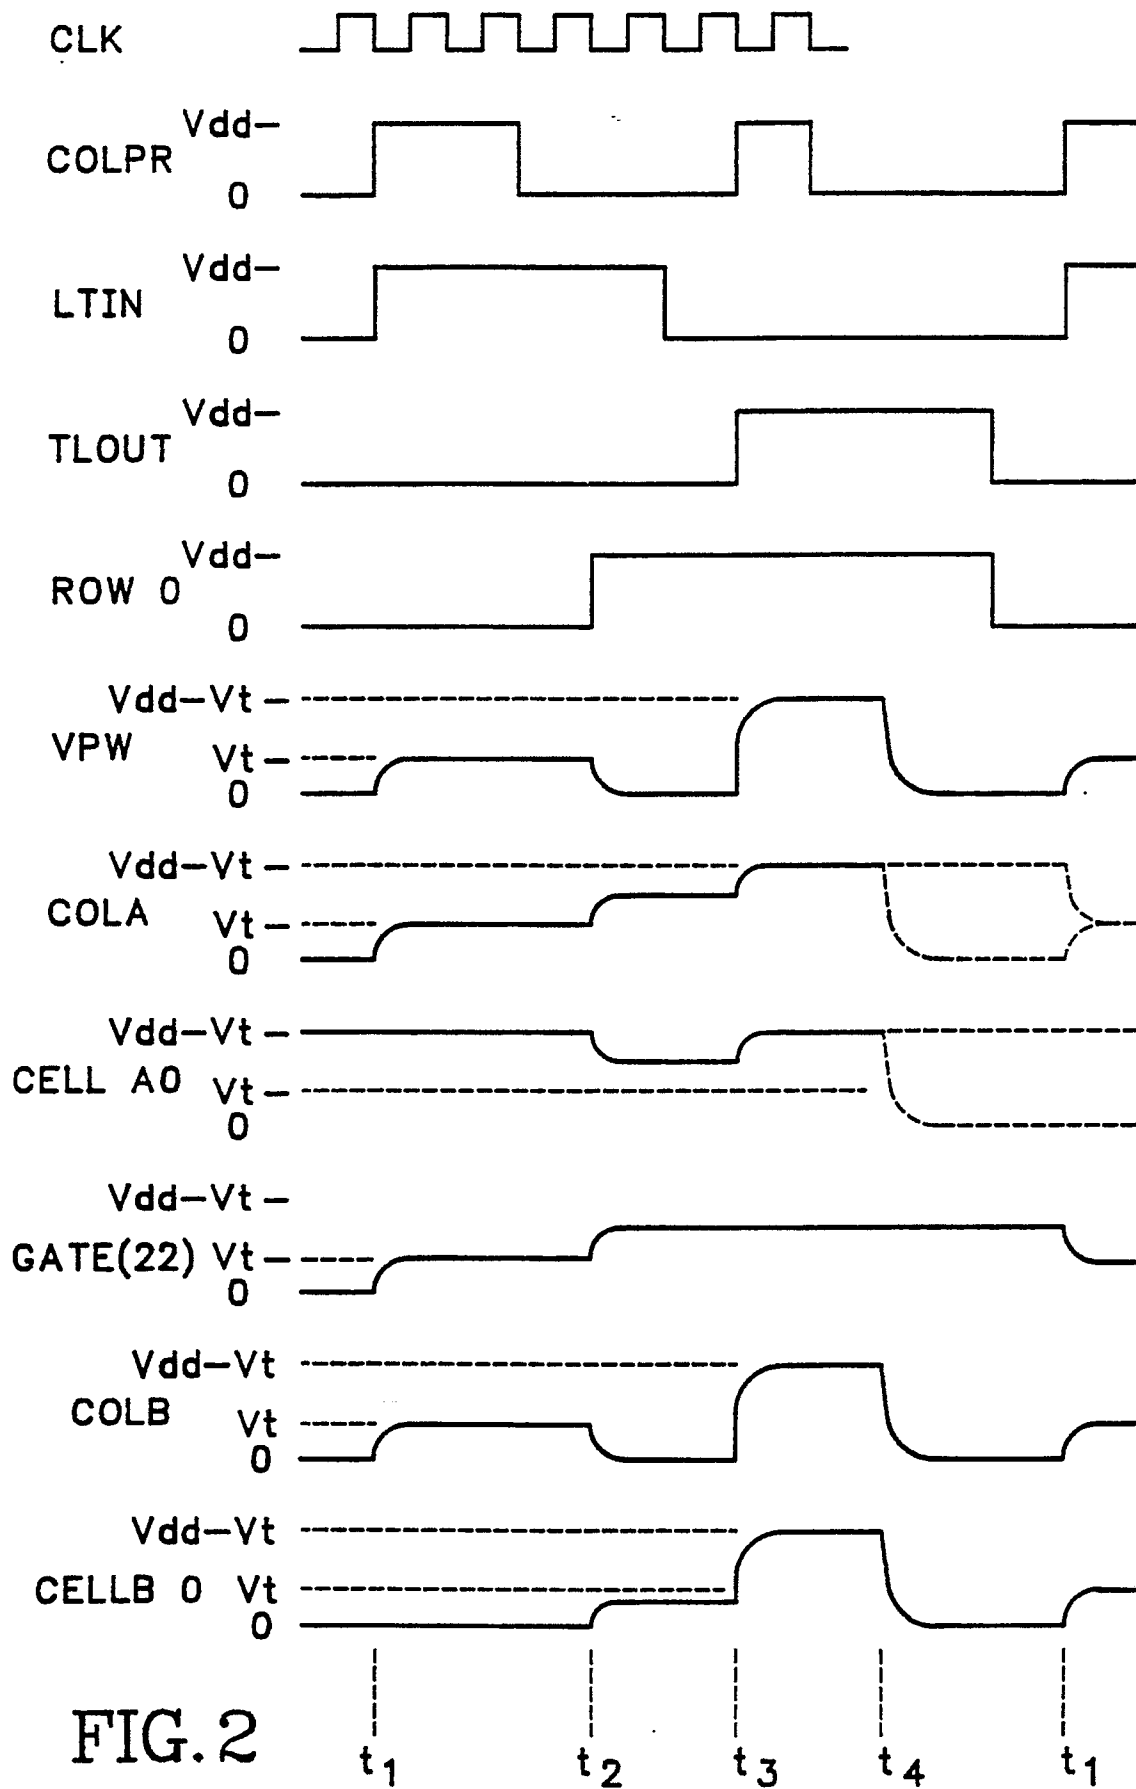 CLK
Vdd-
COLPR
0
Vdd-
LTIN
0
Vdd-
TLOUT
0
Vdd-
ROW 0
0
Vdd-Vt -
VPW Vt -
0
Vdd-Vt -
COLA Vt -
0
Vdd-Vt -
CELL A0 Vt -
0
Vdd-Vt -
GATE(22) Vt -
0
Vdd-Vt
COLB Vt
0
Vdd-Vt
CELLB 0 Vt
0
FIG. 2
t1 t2 t3 t4 t1